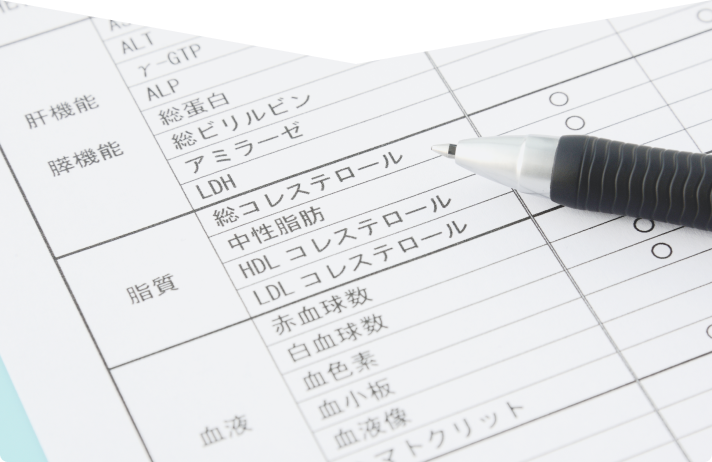 ALT
γ-GTP
ALP
総蛋白
総ビリルビン
アミラーゼ
LDH
肝機能
膵機能
総コレステロール
中性脂肪
HDL コレステロール
LDL コレステロール
脂質
赤血球数
白血球数
血色素
血小板
血液像
マトクリット
血液